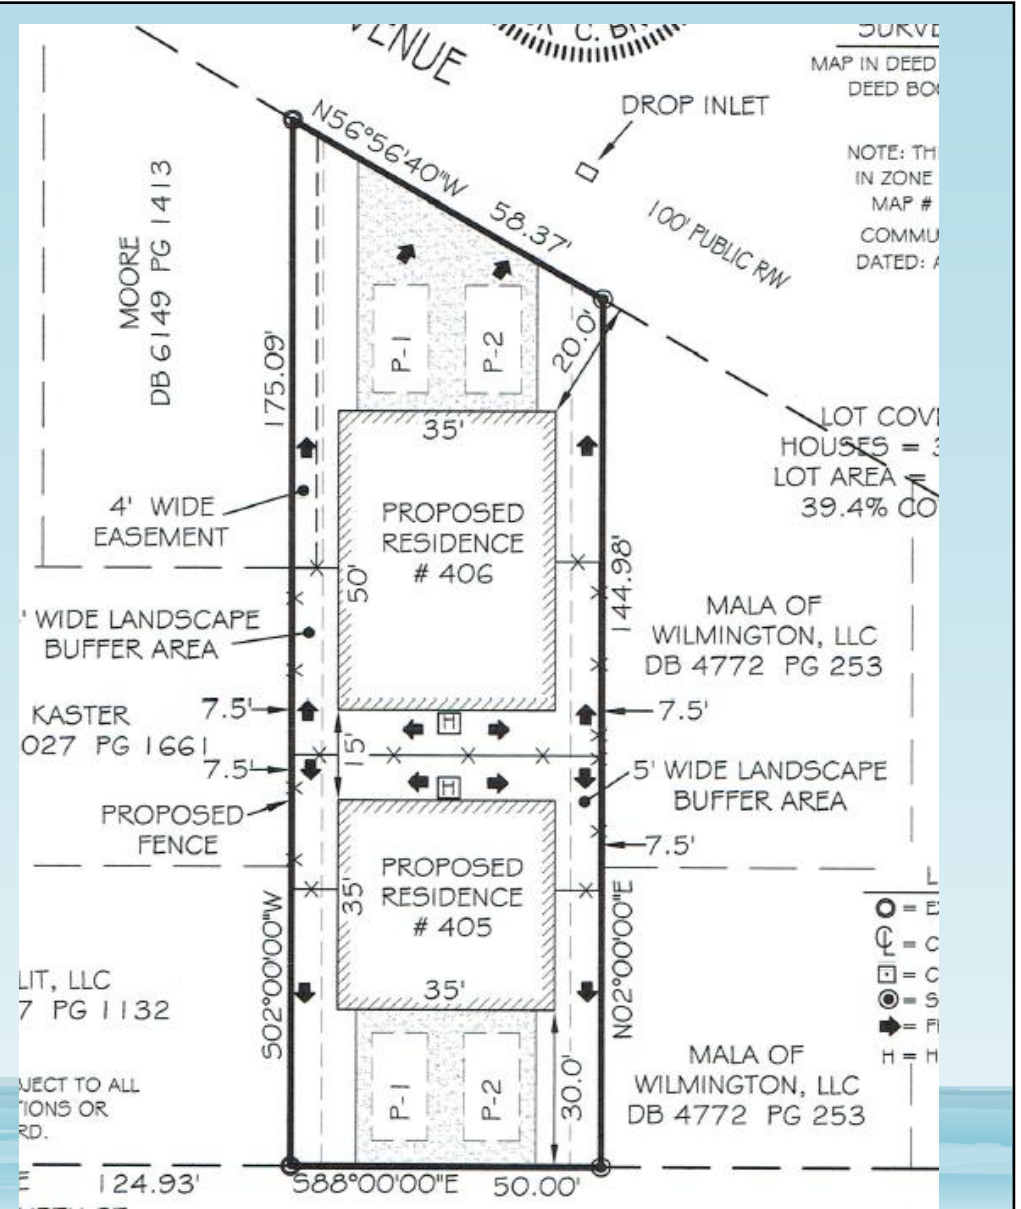 VENUE
C. B
MAP IN DEED
DEED BO
DROP INLET
N56°56'40"W
58.37'
NOTE: TH
IN ZONE
MAP #
COMMU
DATED: A
100' PUBLIC R/W
MOORE
DB 6149 PG 1413
175.09'
P-1
P-2
20.0'
35'
LOT COV
HOUSES = 3
LOT AREA =
39.4% CO
4' WIDE
EASEMENT
PROPOSED
RESIDENCE
# 406
50'
144.98'
' WIDE LANDSCAPE
BUFFER AREA
MALA OF
WILMINGTON, LLC
DB 4772 PG 253
KASTER
027 PG 1661
7.5'
7.5'
7.5'
H
15'
H
5' WIDE LANDSCAPE
BUFFER AREA
PROPOSED
FENCE
7.5'
PROPOSED
RESIDENCE
# 405
35'
35'
S02°00'00"W
N02°00'00"E
LIT, LLC
7 PG 1132
L
= E
= C
= C
= S
= F
H = H
MALA OF
WILMINGTON, LLC
DB 4772 PG 253
JECT TO ALL
TIONS OR
RD.
P-1
P-2
30.0'
E 124.93'
S88°00'00"E 50.00'